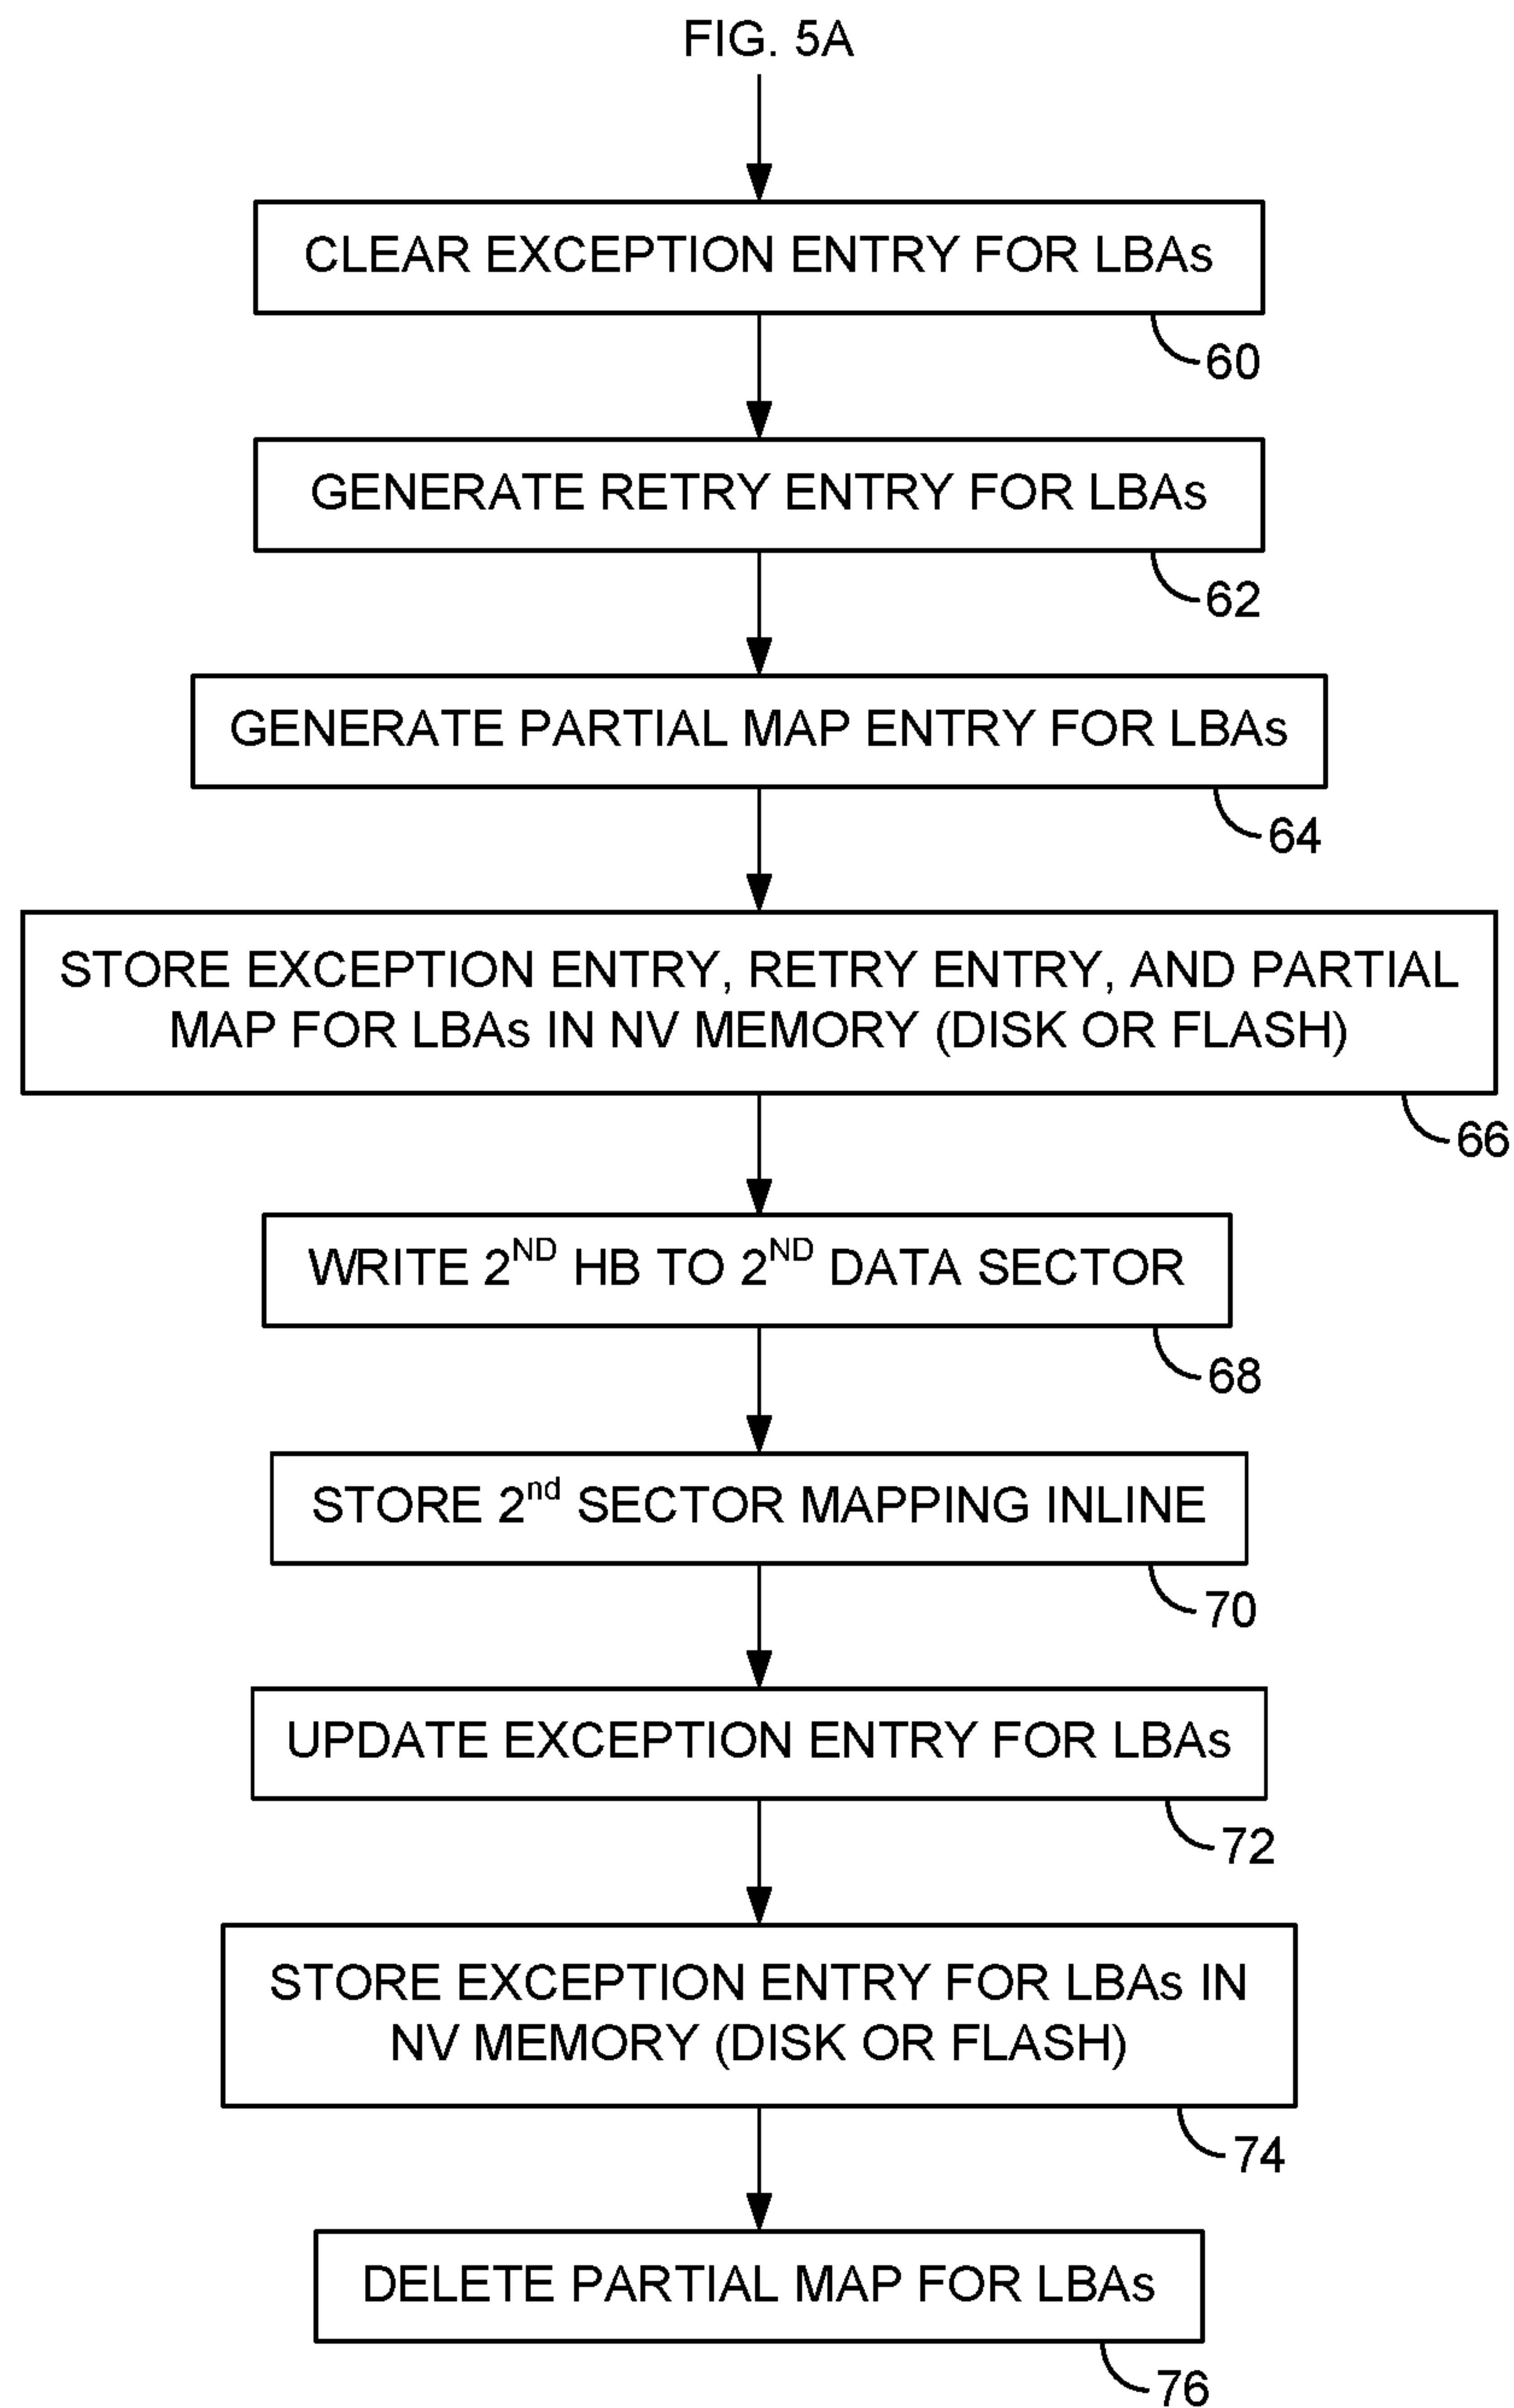 FIG. 5A
CLEAR EXCEPTION ENTRY FOR LBAs
60
GENERATE RETRY ENTRY FOR LBAs
62
GENERATE PARTIAL MAP ENTRY FOR LBAs
64
STORE EXCEPTION ENTRY, RETRY ENTRY, AND PARTIAL
MAP FOR LBAs IN NV MEMORY (DISK OR FLASH)
66
WRITE 2ND HB TO 2ND DATA SECTOR
68
STORE 2nd SECTOR MAPPING INLINE
70
UPDATE EXCEPTION ENTRY FOR LBAs
72
STORE EXCEPTION ENTRY FOR LBAs IN
NV MEMORY (DISK OR FLASH)
74
DELETE PARTIAL MAP FOR LBAs
76